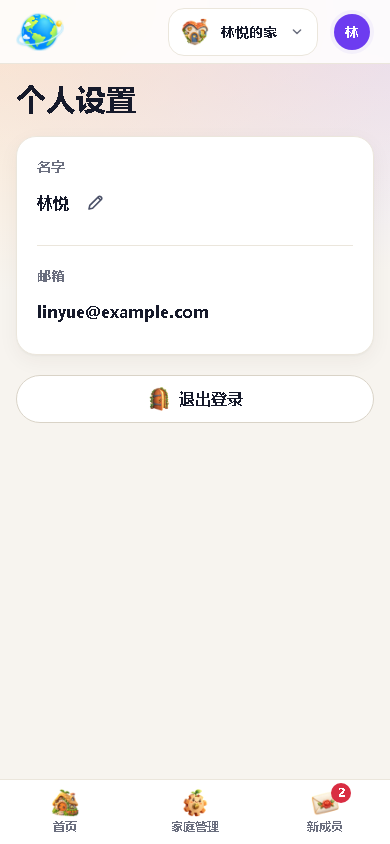 林悦的家
林
个人设置
名字
林悦
邮箱
linyue@example.com
退出登录
2
首页
家庭管理
新成员